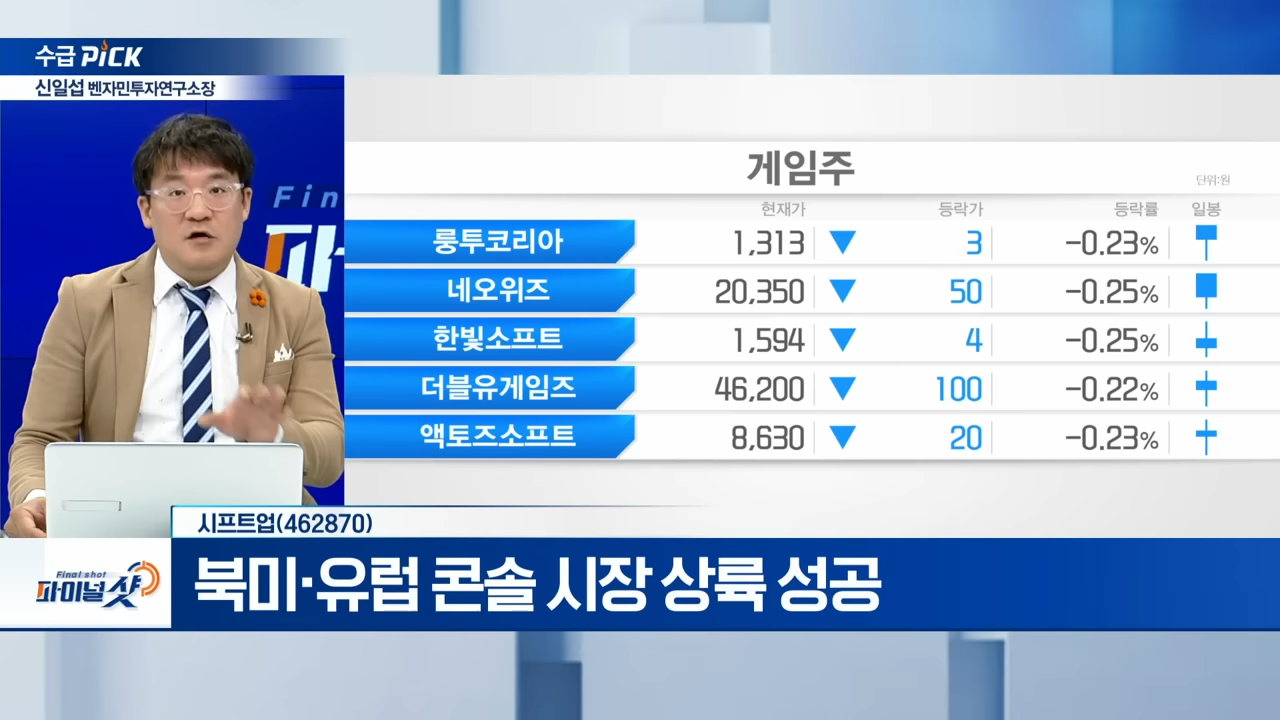 수급 PiCK
신일섭 벤자민투자연구소장
Fin
파
게임주
단위:원
현재가 등락가 등락률 일봉
룽투코리아 1,313 ▼ 3 -0.23%
네오위즈 20,350 ▼ 50 -0.25%
한빛소프트 1,594 ▼ 4 -0.25%
더블유게임즈 46,200 ▼ 100 -0.22%
액토즈소프트 8,630 ▼ 20 -0.23%
시프트업(462870)
Final shot
파이널샷
북미·유럽 콘솔 시장 상륙 성공